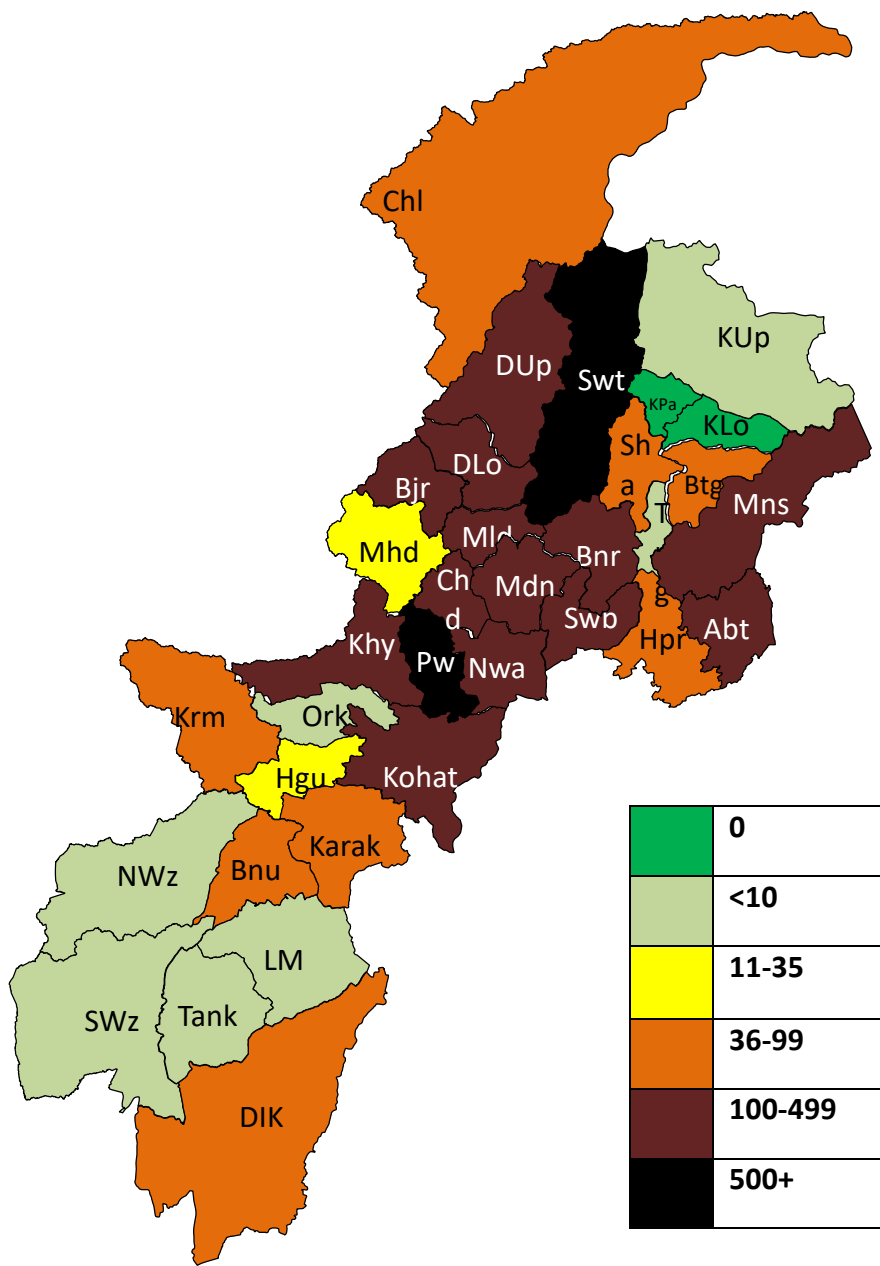 Chl
KUp
DUp
Swt
KPa
KLo
Sh
a
DLo
Btg
Bjr
Mns
T
Mld
Mhd
Bnr
Ch
d
Mdn
g
Swb
Abt
Hpr
Khy
Pw
Nwa
Krm
Ork
Hgu
Kohat
Karak
NWz
Bnu
LM
SWz
Tank
DIK
0
<10
11-35
36-99
100-499
500+